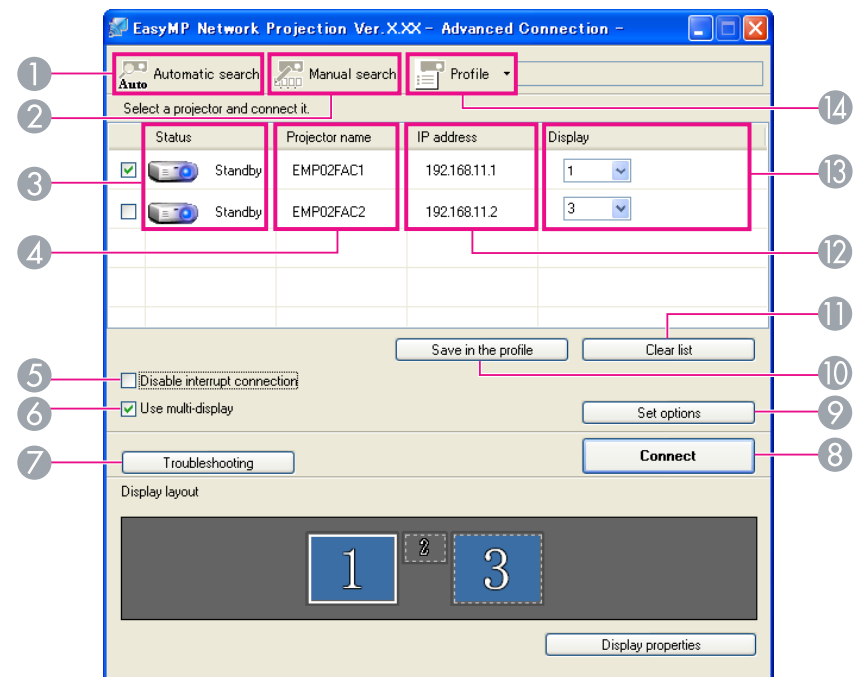 EasyMP Network Projection Ver.X.XX - Advanced Connection -
1 Auto Automatic search Manual search Profile
2 14
Select a projector and connect it.
Status Projector name IP address Display
3 Standby EMP02FAC1 192.168.11.1 1 13
Standby EMP02FAC2 192.168.11.2 3
4 12
11
Save in the profile Clear list
5 Disable interrupt connection 10
6 Use multi-display Set options 9
7 Troubleshooting Connect 8
Display layout
1 2 3
Display properties